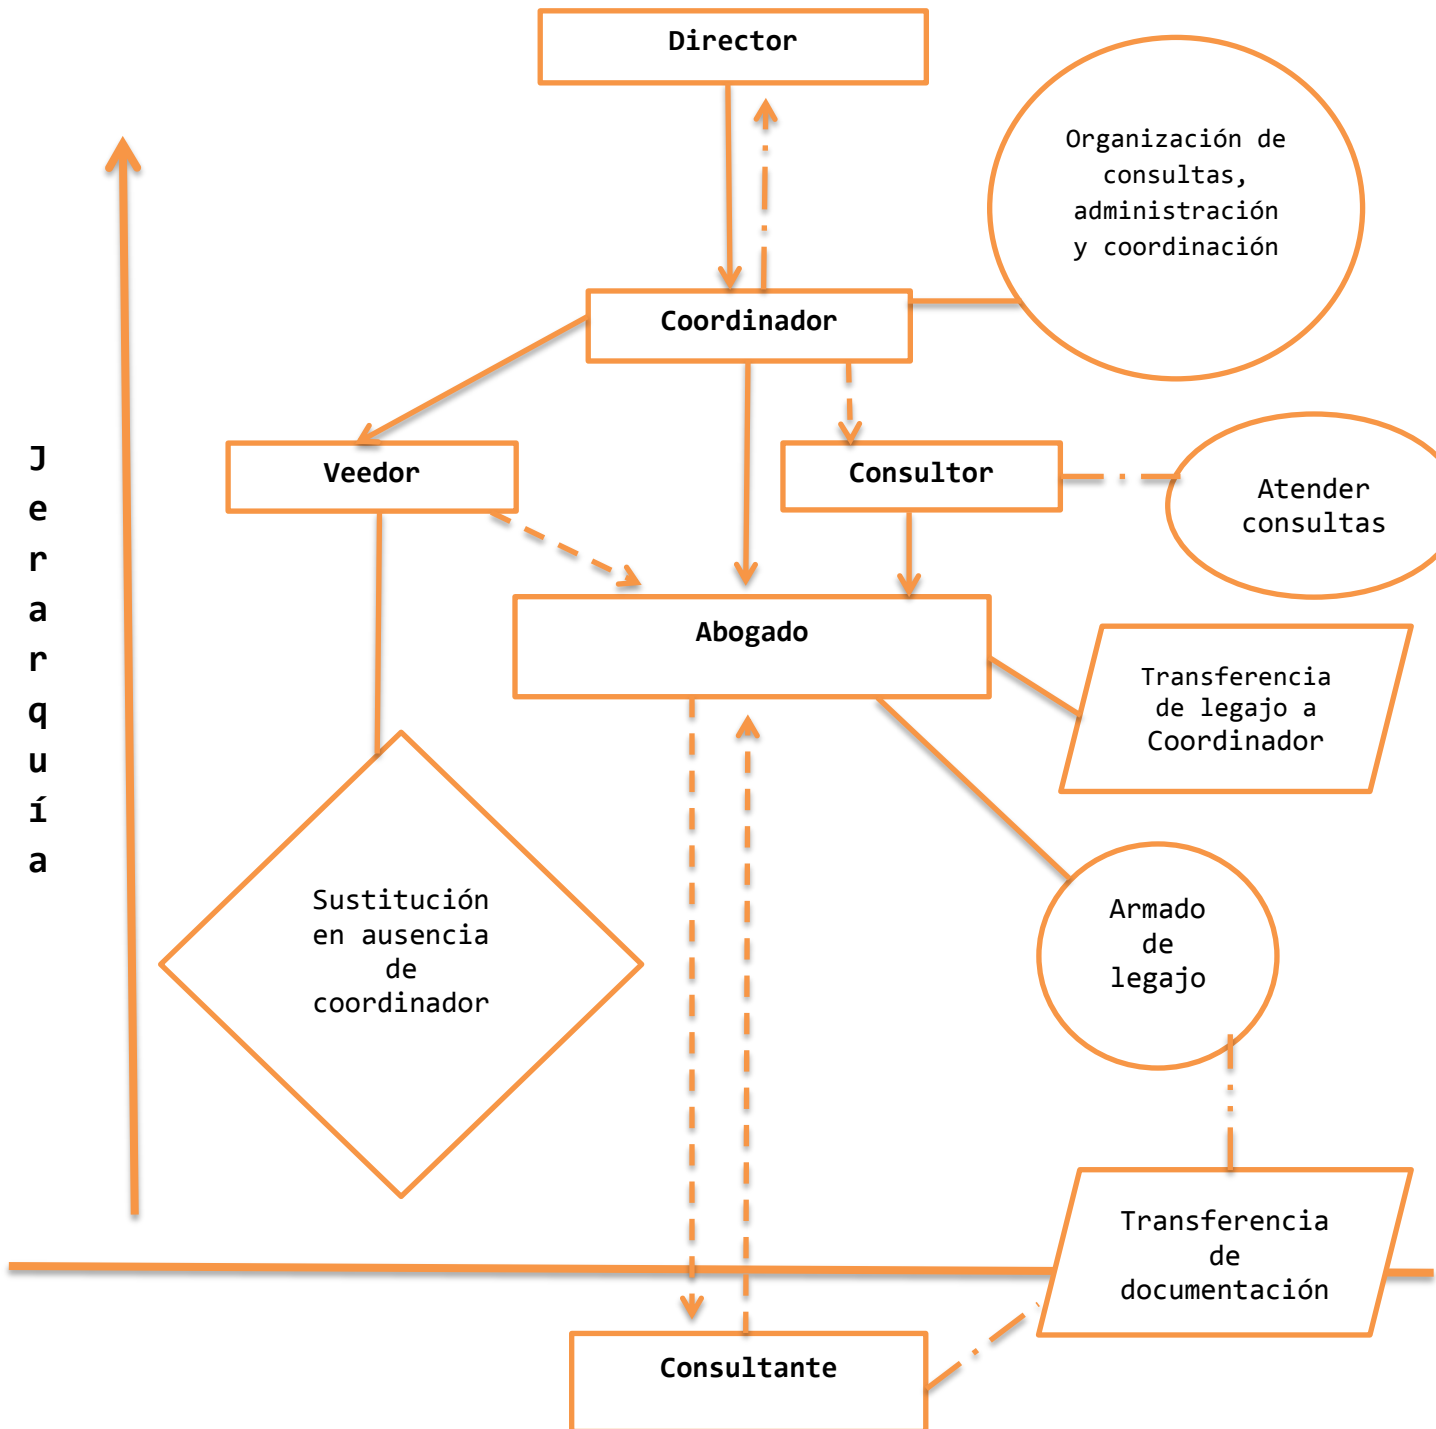 Director
Organización de
consultas,
administración
y coordinación
Coordinador
Veedor
Consultor
Atender
consultas
Jerarquía
Abogado
Transferencia
de legajo a
Coordinador
Sustitución
en ausencia
de
coordinador
Armado
de
legajo
Transferencia
de
documentación
Consultante